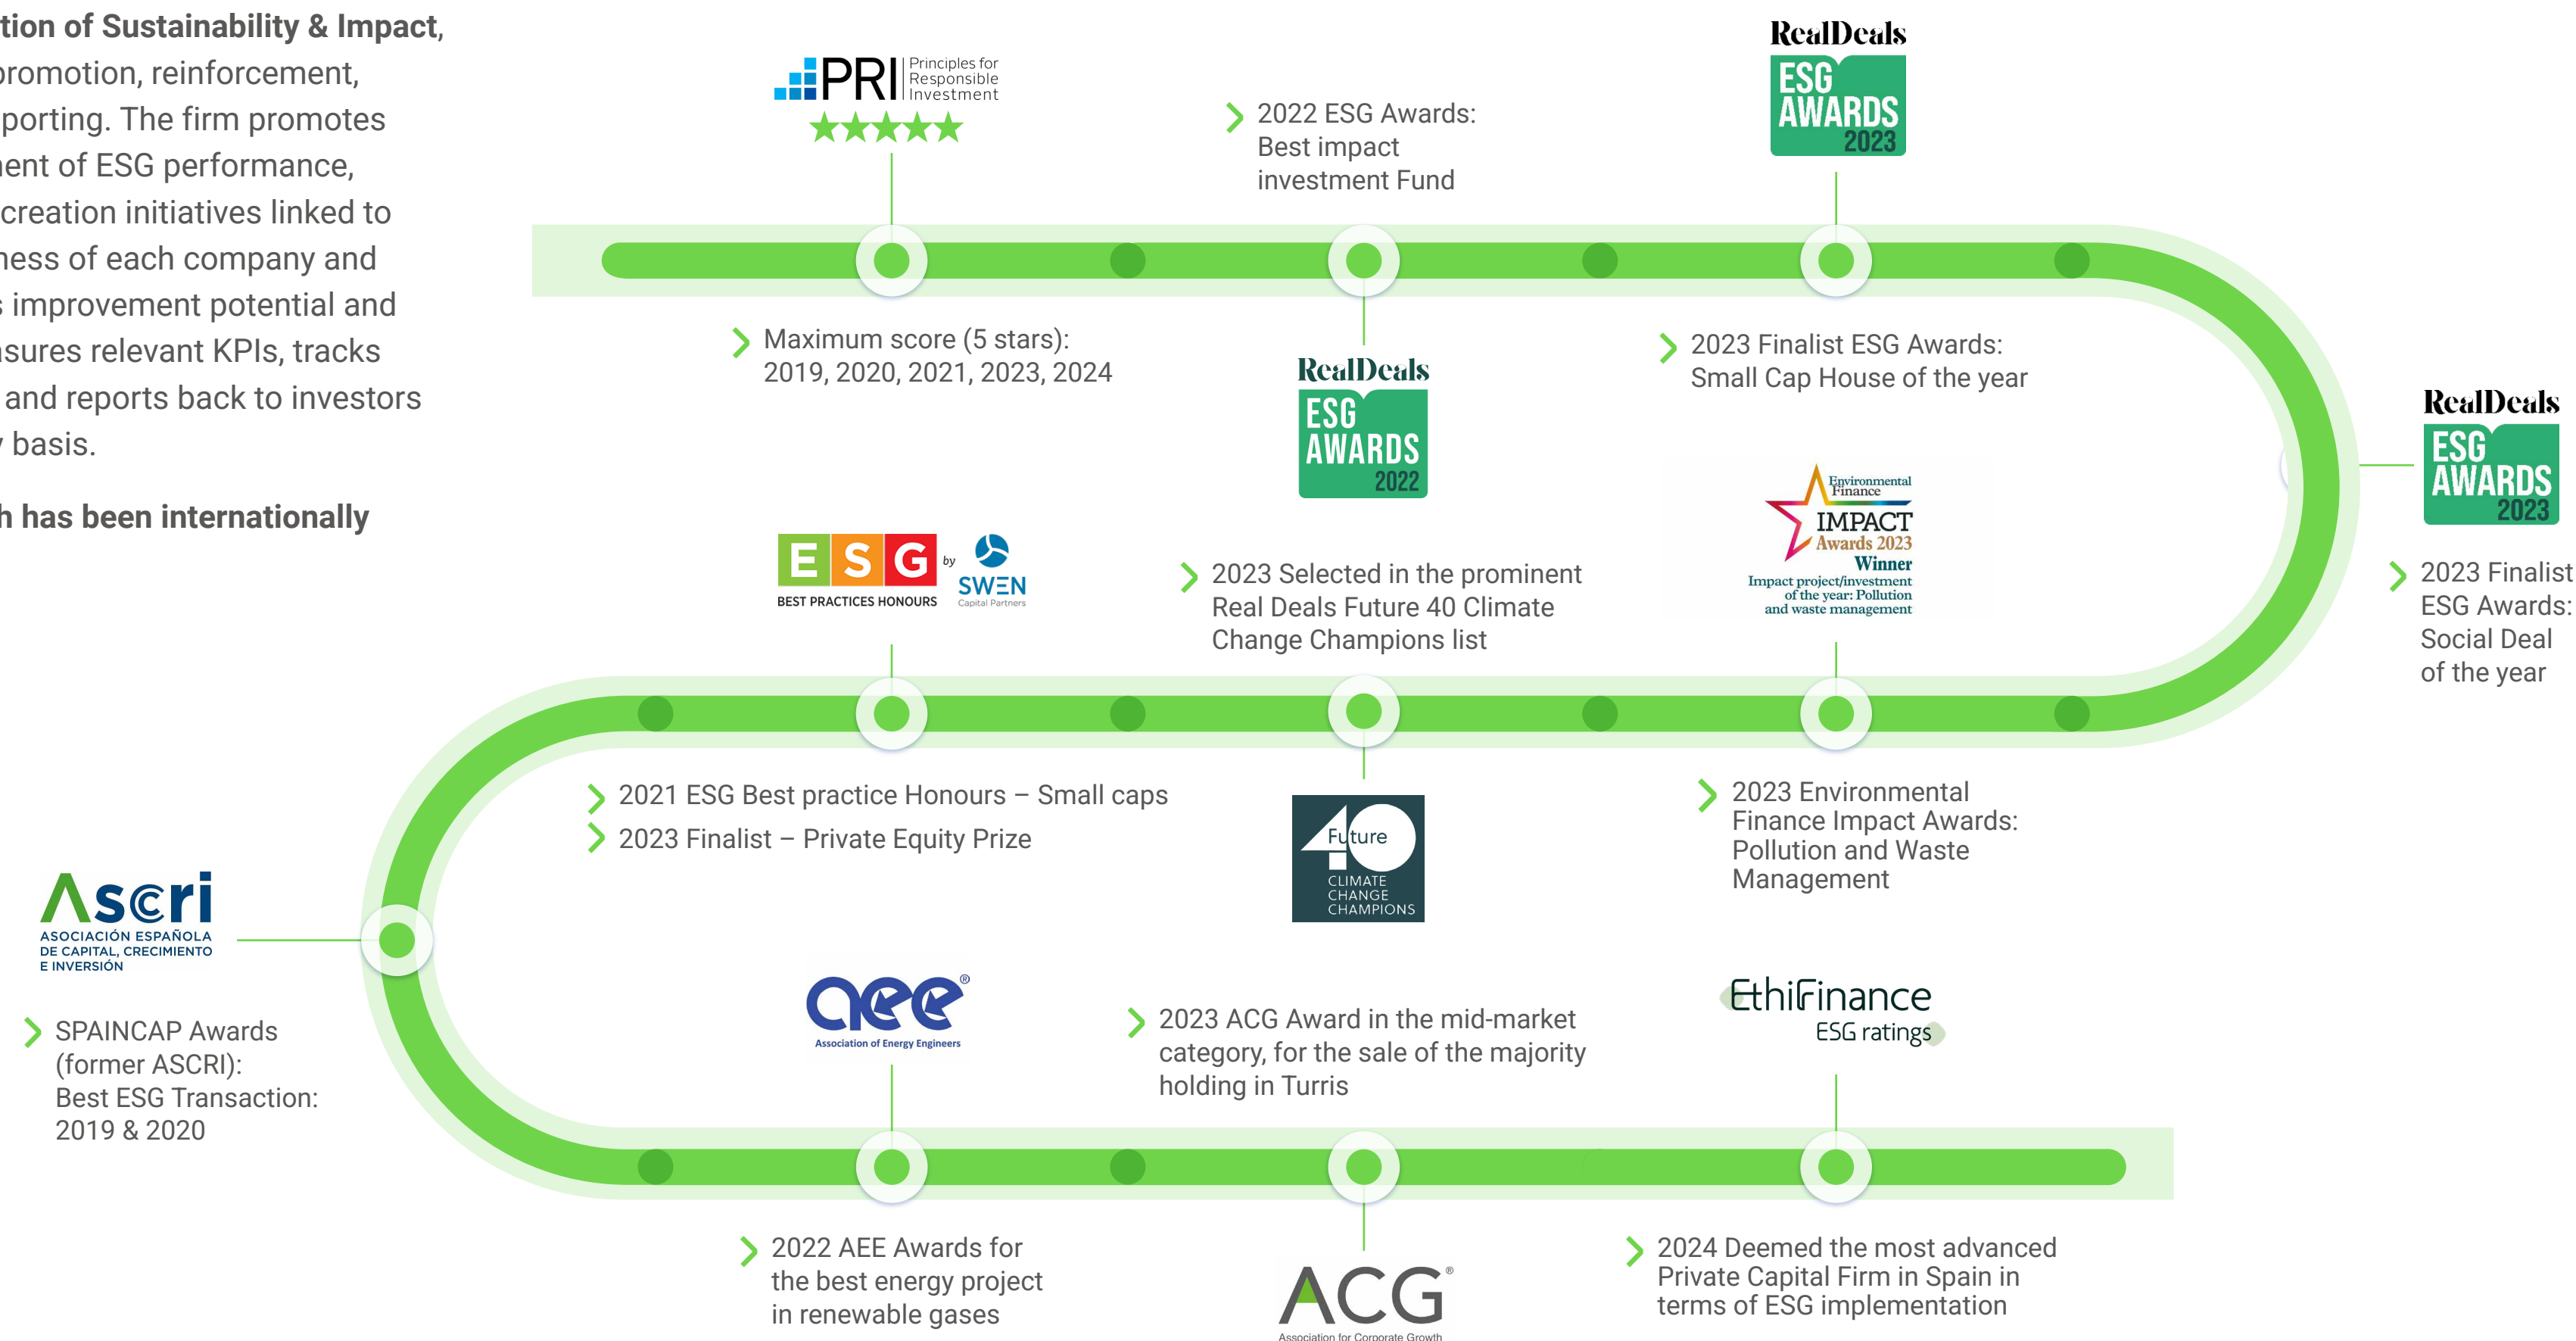 tion of Sustainability & Impact,
promotion, reinforcement,
porting. The firm promotes
ent of ESG performance,
creation initiatives linked to
ness of each company and
s improvement potential and
sures relevant KPIs, tracks
and reports back to investors
y basis.
h has been internationally
PRI
Principles for
Responsible
Investment
Maximum score (5 stars):
2019, 2020, 2021, 2023, 2024
2022 ESG Awards:
Best impact
investment Fund
RealDeals
ESG
AWARDS
2022
RealDeals
ESG
AWARDS
2023
2023 Finalist ESG Awards:
Small Cap House of the year
RealDeals
ESG
AWARDS
2023
2023 Finalist
ESG Awards:
Social Deal
of the year
ESG by
BEST PRACTICES HONOURS
SWEN
Capital Partners
2021 ESG Best practice Honours – Small caps
2023 Finalist – Private Equity Prize
2023 Selected in the prominent
Real Deals Future 40 Climate
Change Champions list
40
Future
CLIMATE
CHANGE
CHAMPIONS
Environmental
Finance
IMPACT
Awards 2023
Winner
Impact project/investment
of the year: Pollution
and waste management
2023 Environmental
Finance Impact Awards:
Pollution and Waste
Management
Ascri
ASOCIACIÓN ESPAÑOLA
DE CAPITAL, CRECIMIENTO
E INVERSIÓN
SPAINCAP Awards
(former ASCRI):
Best ESG Transaction:
2019 & 2020
aee®
Association of Energy Engineers
2022 AEE Awards for
the best energy project
in renewable gases
2023 ACG Award in the mid-market
category, for the sale of the majority
holding in Turris
ACG®
Association for Corporate Growth
EthiFinance
ESG ratings
2024 Deemed the most advanced
Private Capital Firm in Spain in
terms of ESG implementation